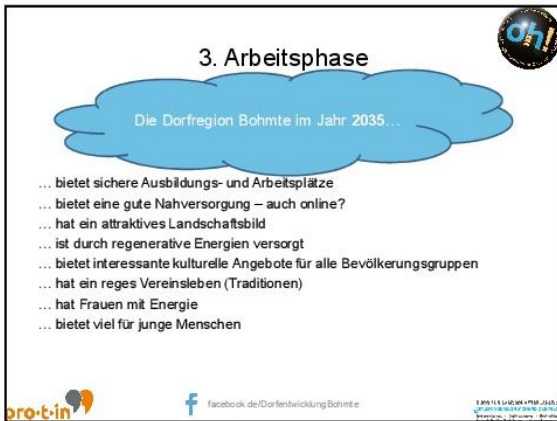 oh!
3. Arbeitsphase
Die Dorfregion Bohmte im Jahr 2035…
… bietet sichere Ausbildungs- und Arbeitsplätze
… bietet eine gute Nahversorgung – auch online?
… hat ein attraktives Landschaftsbild
… ist durch regenerative Energien versorgt
… bietet interessante kulturelle Angebote für alle Bevölkerungsgruppen
… hat ein reges Vereinsleben (Traditionen)
… hat Frauen mit Energie
… bietet viel für junge Menschen
pro-t-in
facebook.de/DorfentwicklungBohmte